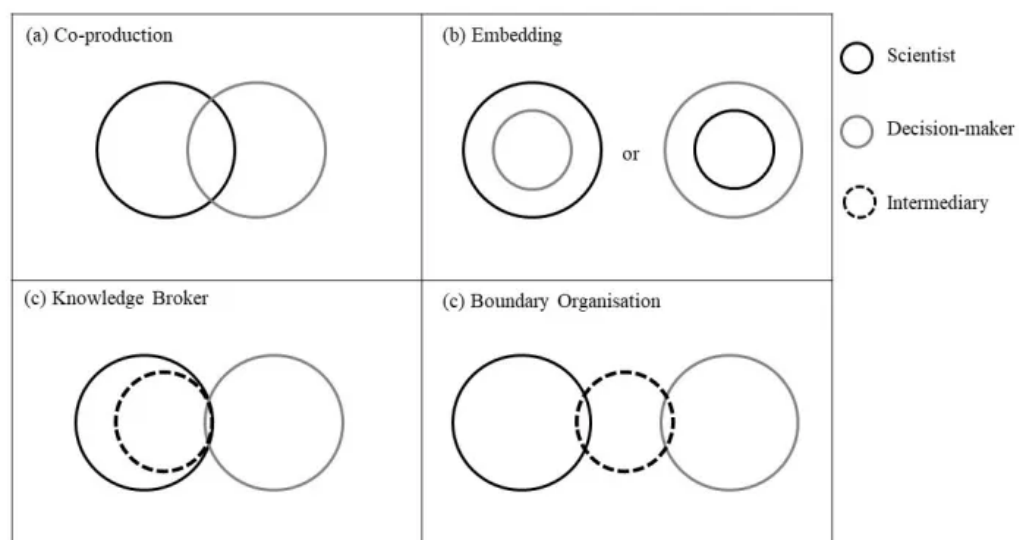 (a) Co-production
(b) Embedding
or
Scientist
Decision-maker
Intermediary
(c) Knowledge Broker
(c) Boundary Organisation